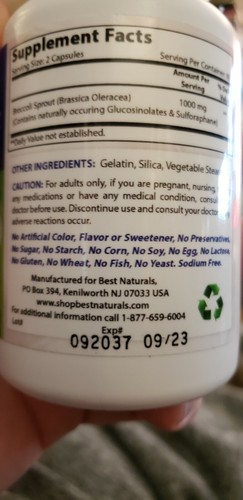 Supplement Facts
Serving Size: 2 Capsules
Serving Per Container
Amount Per
Serving
Broccoli Sprout (Brassica Oleracea) 1000 mg
(Contains naturally occuring Glucosinolates & Sulforaphane)
*Daily Value not established.
OTHER INGREDIENTS: Gelatin, Silica, Vegetable
CAUTION: For adults only, if you are pregnant, nursing,
any medications or have any medical condition, consult
doctor before use. Discontinue use and consult your doctor
adverse reactions occur.
No Artificial Color, Flavor or Sweetener, No Preservatives,
No Sugar, No Starch, No Corn, No Soy, No Egg, No Lactose,
No Gluten, No Wheat, No Fish, No Yeast. Sodium Free.
Manufactured for Best Naturals,
PO Box 394, Kenilworth NJ 07033 USA
www.shopbestnaturals.com
For additional information call 1-877-659-6004
Exp#
092037 09/23